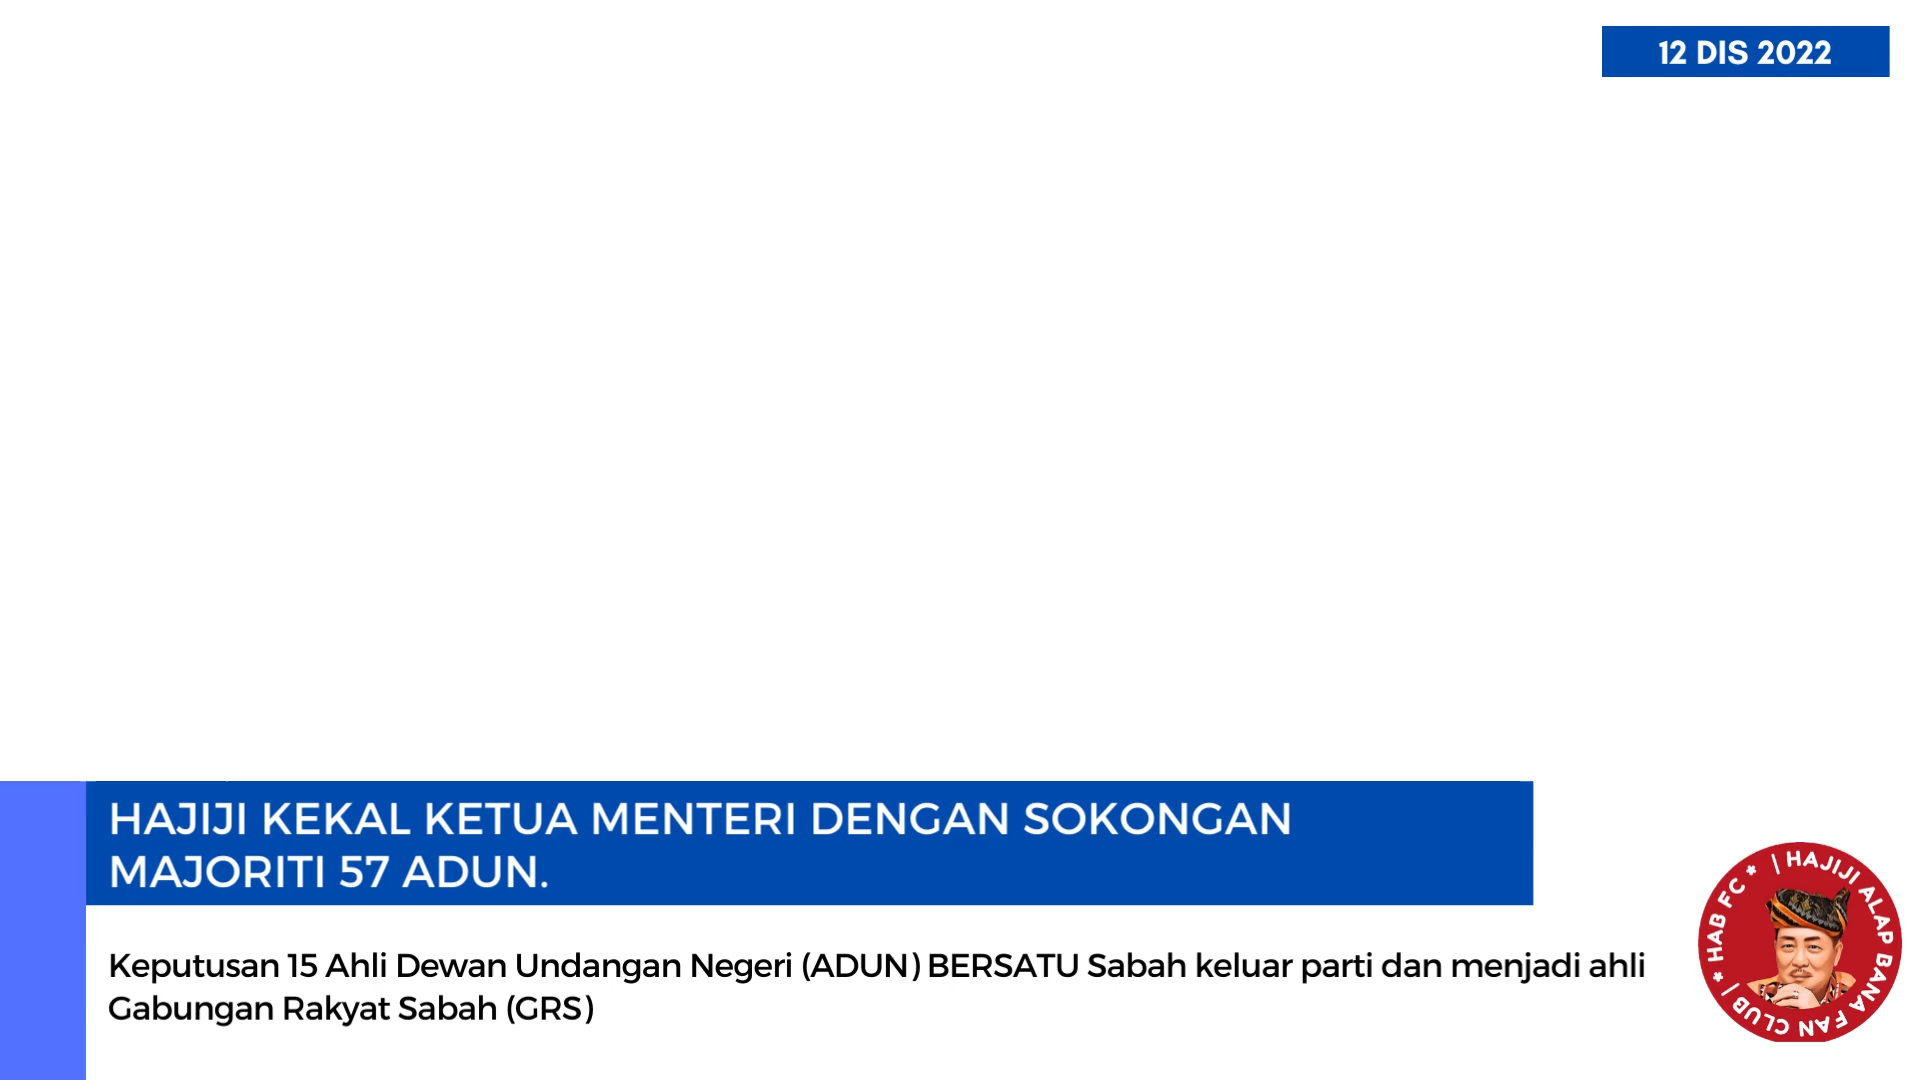 12 DIS 2022
HAJIJI KEKAL KETUA MENTERI DENGAN SOKONGAN
MAJORITI 57 ADUN.
Keputusan 15 Ahli Dewan Undangan Negeri (ADUN) BERSATU Sabah keluar parti dan menjadi ahli
Gabungan Rakyat Sabah (GRS)
| HAJIJI ALAP BANA FAN CLUB | * HAB FC *